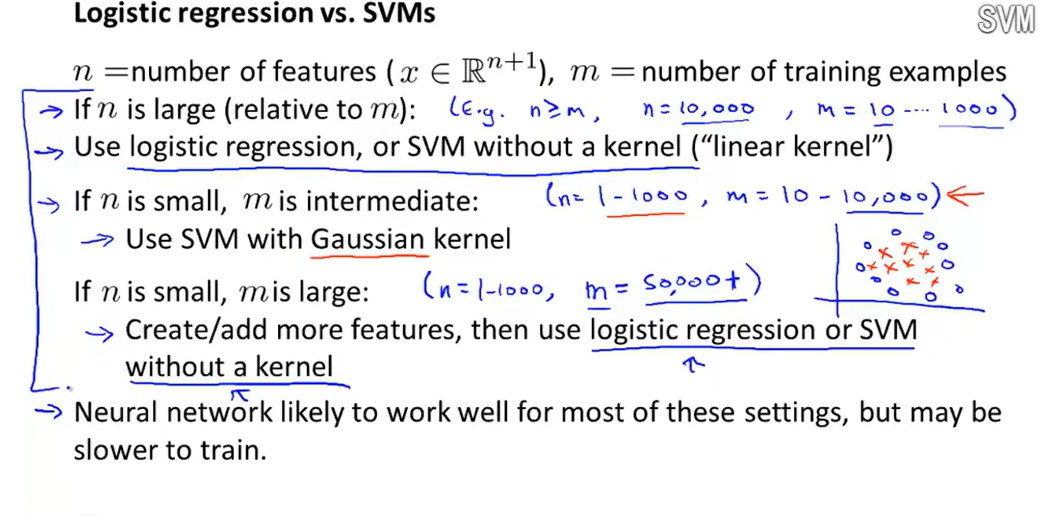 Logistic regression vs. SVMs
SVM
n =number of features ( x ∈ ℝⁿ⁺¹), m = number of training examples
→ If n is large (relative to m): (E.g. n ≥ m, n = 10,000 , m = 10 ... 1000)
→ Use logistic regression, or SVM without a kernel (“linear kernel”)
→ If n is small, m is intermediate: (n = 1 - 1000 , m = 10 - 10,000) ←
→ Use SVM with Gaussian kernel
If n is small, m is large: (n = 1 - 1000, m = 50,000+)
→ Create/add more features, then use logistic regression or SVM
without a kernel
→ Neural network likely to work well for most of these settings, but may be
slower to train.